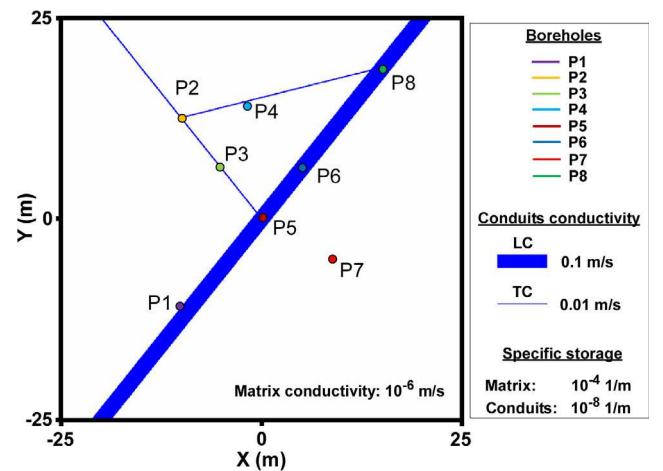 25
P2
P8
P4
P3
P6
Y (m)
0
P5
P7
P1
Matrix conductivity: 10⁻⁶ m/s
-25
-25
0
25
X (m)
Boreholes
P1
P2
P3
P4
P5
P6
P7
P8
Conduits conductivity
LC
0.1 m/s
TC
0.01 m/s
Specific storage
Matrix: 10⁻⁴ 1/m
Conduits: 10⁻⁸ 1/m